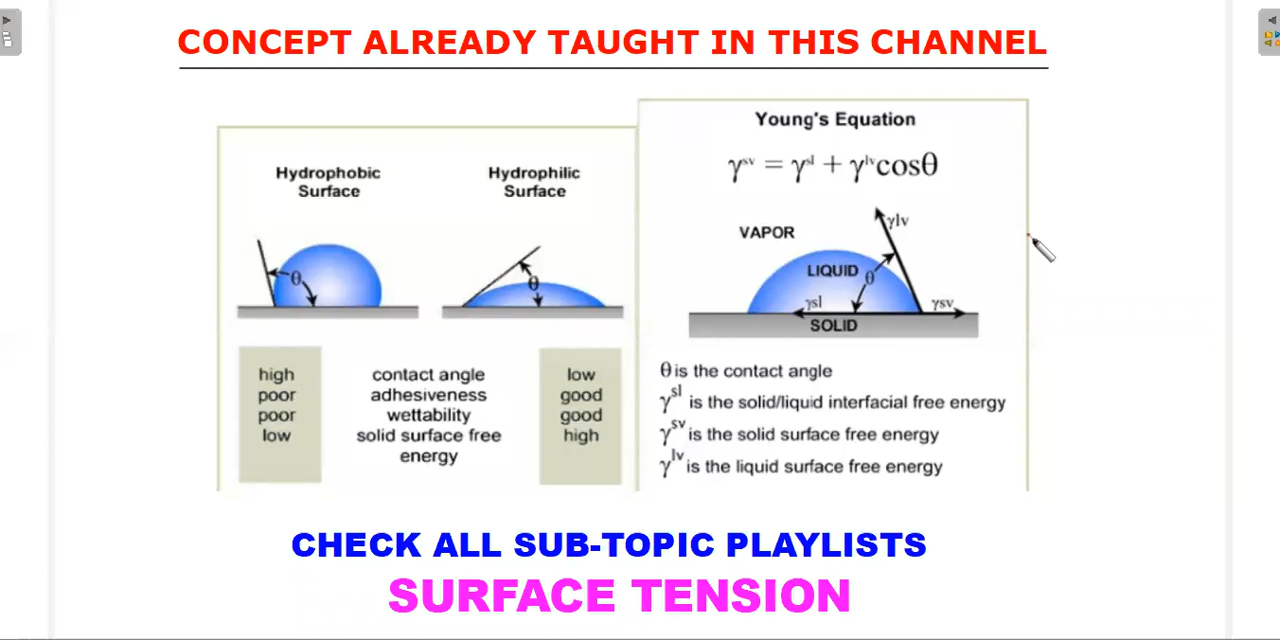 CONCEPT ALREADY TAUGHT IN THIS CHANNEL
Hydrophobic
Surface
θ
Hydrophilic
Surface
θ
high
poor
poor
low
contact angle
adhesiveness
wettability
solid surface free
energy
low
good
good
high
Young's Equation
γˢᵛ = γˢˡ + γˡᵛcosθ
VAPOR
γlv
LIQUID
θ
γsl
γsv
SOLID
θ is the contact angle
γˢˡ is the solid/liquid interfacial free energy
γˢᵛ is the solid surface free energy
γˡᵛ is the liquid surface free energy
CHECK ALL SUB-TOPIC PLAYLISTS
SURFACE TENSION